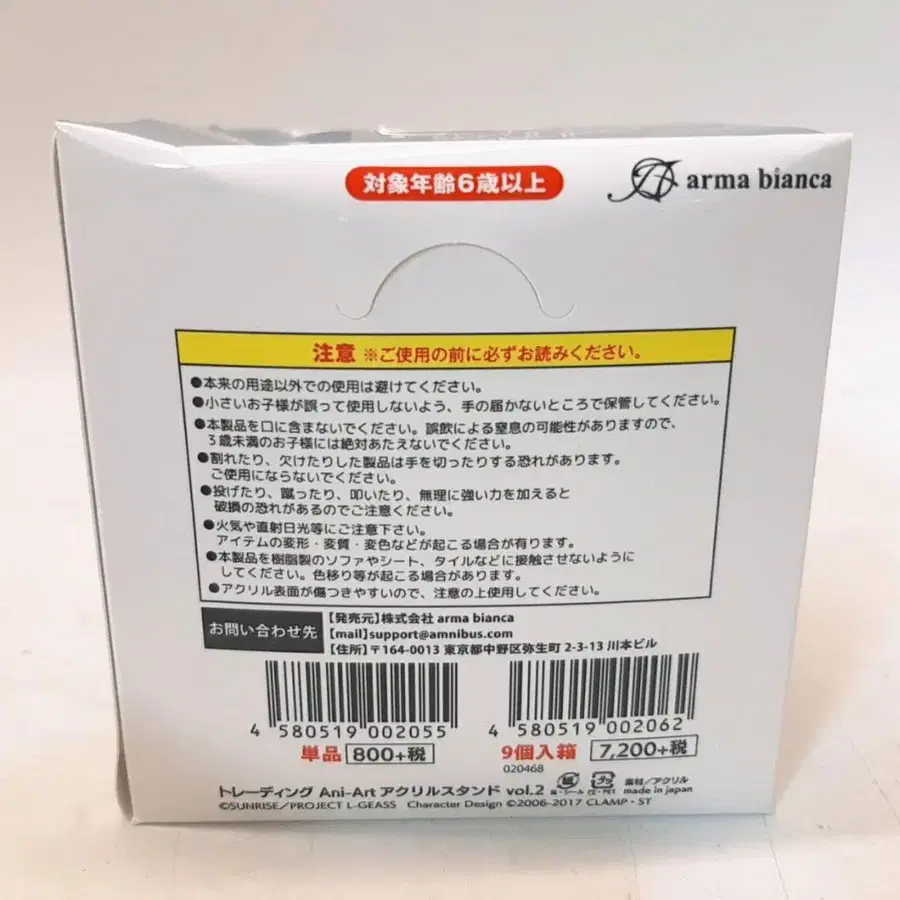 対象年齢6歳以上
arma bianca
注意 ※ご使用の前に必ずお読みください。
●本来の用途以外での使用は避けてください。
●小さいお子様が誤って使用しないよう、手の届かないところで保管してください。
●本製品を口に含まないでください。誤飲による窒息の可能性がありますので、
３歳未満のお子様には絶対あたえないでください。
●割れたり、欠けたりした製品は手を切ったりする恐れがあります。
ご使用にならないでください。
●投げたり、蹴ったり、叩いたり、無理に強い力を加えると
破損の恐れがあるのでご注意ください。
●火気や直射日光等にご注意下さい。
アイテムの変形・変質・変色などが起こる場合が有ります。
●本製品を樹脂製のソファやシート、タイルなどに接触させないように
してください。色移り等が起こる場合があります。
●アクリル表面が傷つきやすいので、注意の上使用してください。
お問い合わせ先
【発売元】株式会社 arma bianca
【mail】support@amnibus.com
【住所】〒164-0013 東京都中野区弥生町 2-3-13 川本ビル
4 580519 002055
4 580519 002062
単品 800+税
9個入箱 7,200+税
020468
トレーディング Ani-Art アクリルスタンド vol.2
素材/アクリル
made in japan
©SUNRISE／PROJECT L-GEASS Character Design ©2006-2017 CLAMP・ST